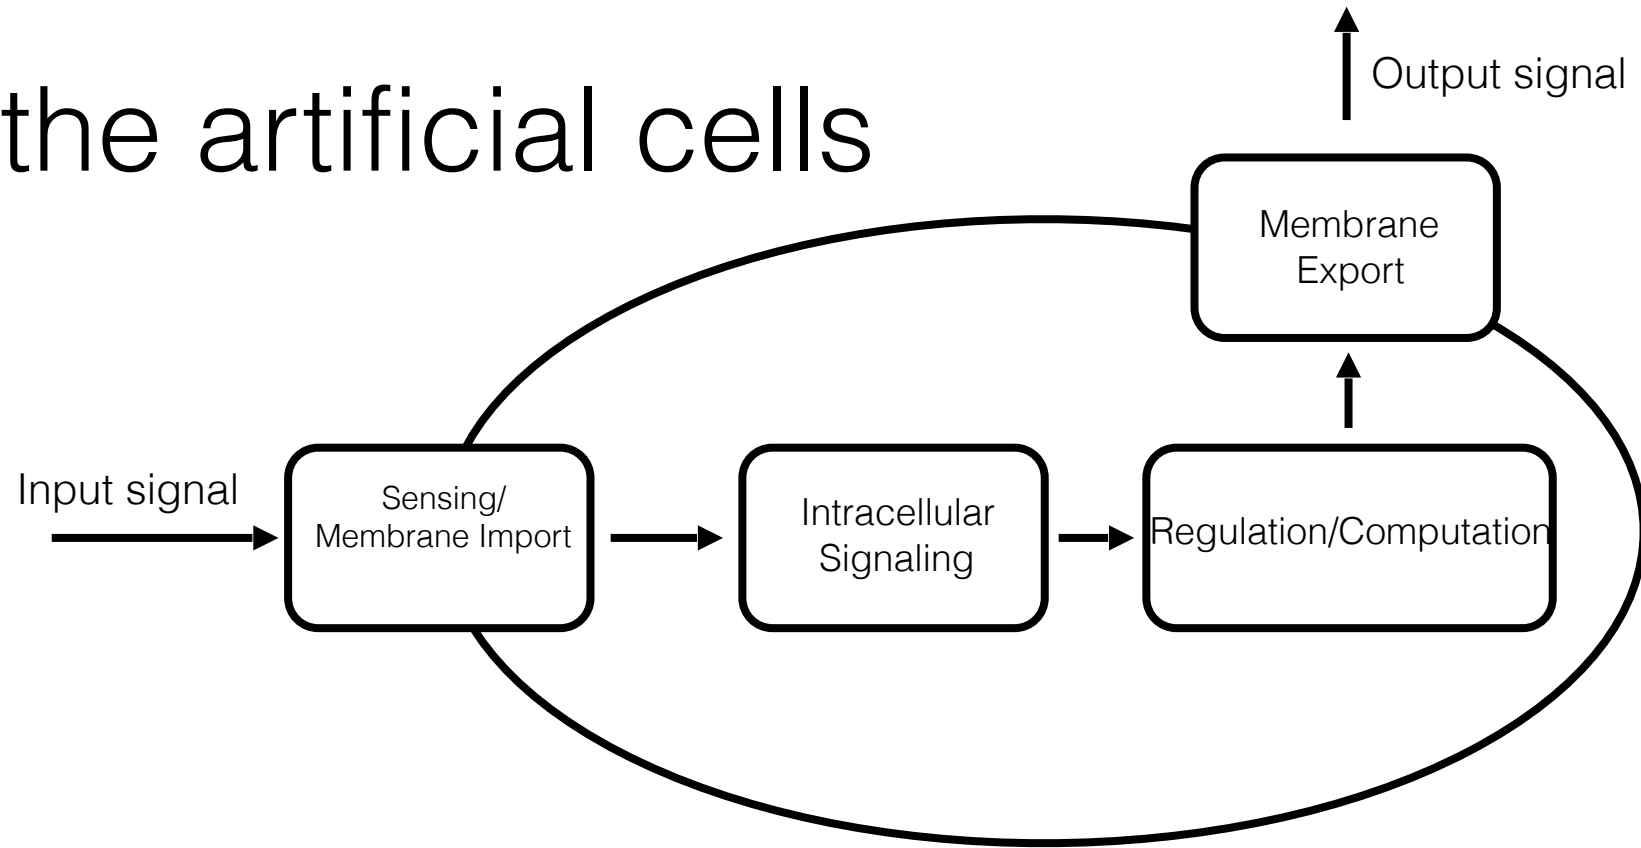 the artificial cells
Output signal
Membrane
Export
Input signal
Sensing/
Membrane Import
Intracellular
Signaling
Regulation/Computation